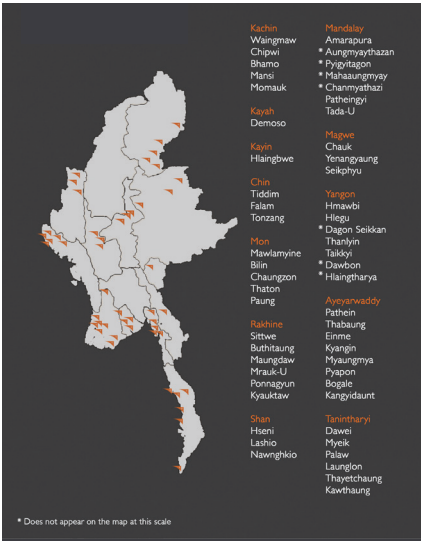 Kachin
Waingmaw
Chipwi
Bhamo
Mansi
Momauk
Kayah
Demoso
Kayin
Hlaingbwe
Chin
Tiddim
Falam
Tonzang
Mon
Mawlamyine
Bilin
Chaungzon
Thaton
Paung
Rakhine
Sittwe
Buthitaung
Maungdaw
Mrauk-U
Ponnagyun
Kyauktaw
Shan
Hseni
Lashio
Nawnghkio
Mandalay
Amarapura
* Aungmyaythazan
* Pyigyitagon
* Mahaaungmyay
* Chanmyathazi
Patheingyi
Tada-U
Magwe
Chauk
Yenangyaung
Seikphyu
Yangon
Hmawbi
Hlegu
* Dagon Seikkan
Thanlyin
Taikkyi
* Dawbon
* Hlaingtharya
Ayeyarwaddy
Pathein
Thabaung
Einme
Kyangin
Myaungmya
Pyapon
Bogale
Kangyidaunt
Tanintharyi
Dawei
Myeik
Palaw
Launglon
Thayetchaung
Kawthaung
* Does not appear on the map at this scale